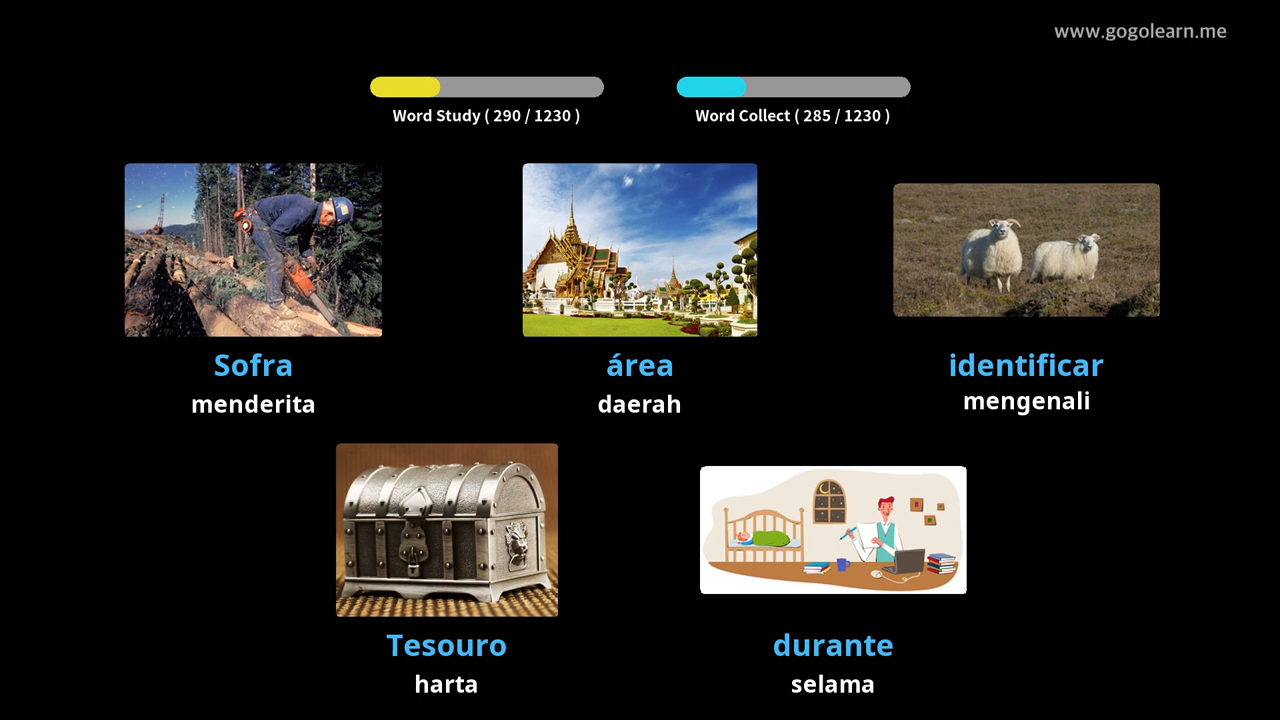 www.gogolearn.me
Word Study ( 290 / 1230 )
Word Collect ( 285 / 1230 )
Sofra
menderita
área
daerah
identificar
mengenali
Tesouro
harta
durante
selama